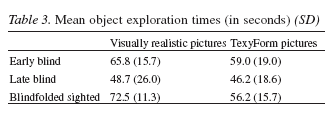 Table 3. Mean object exploration times (in seconds) (SD)
Visually realistic pictures TexyForm pictures
Early blind 65.8 (15.7) 59.0 (19.0)
Late blind 48.7 (26.0) 46.2 (18.6)
Blindfolded sighted 72.5 (11.3) 56.2 (15.7)